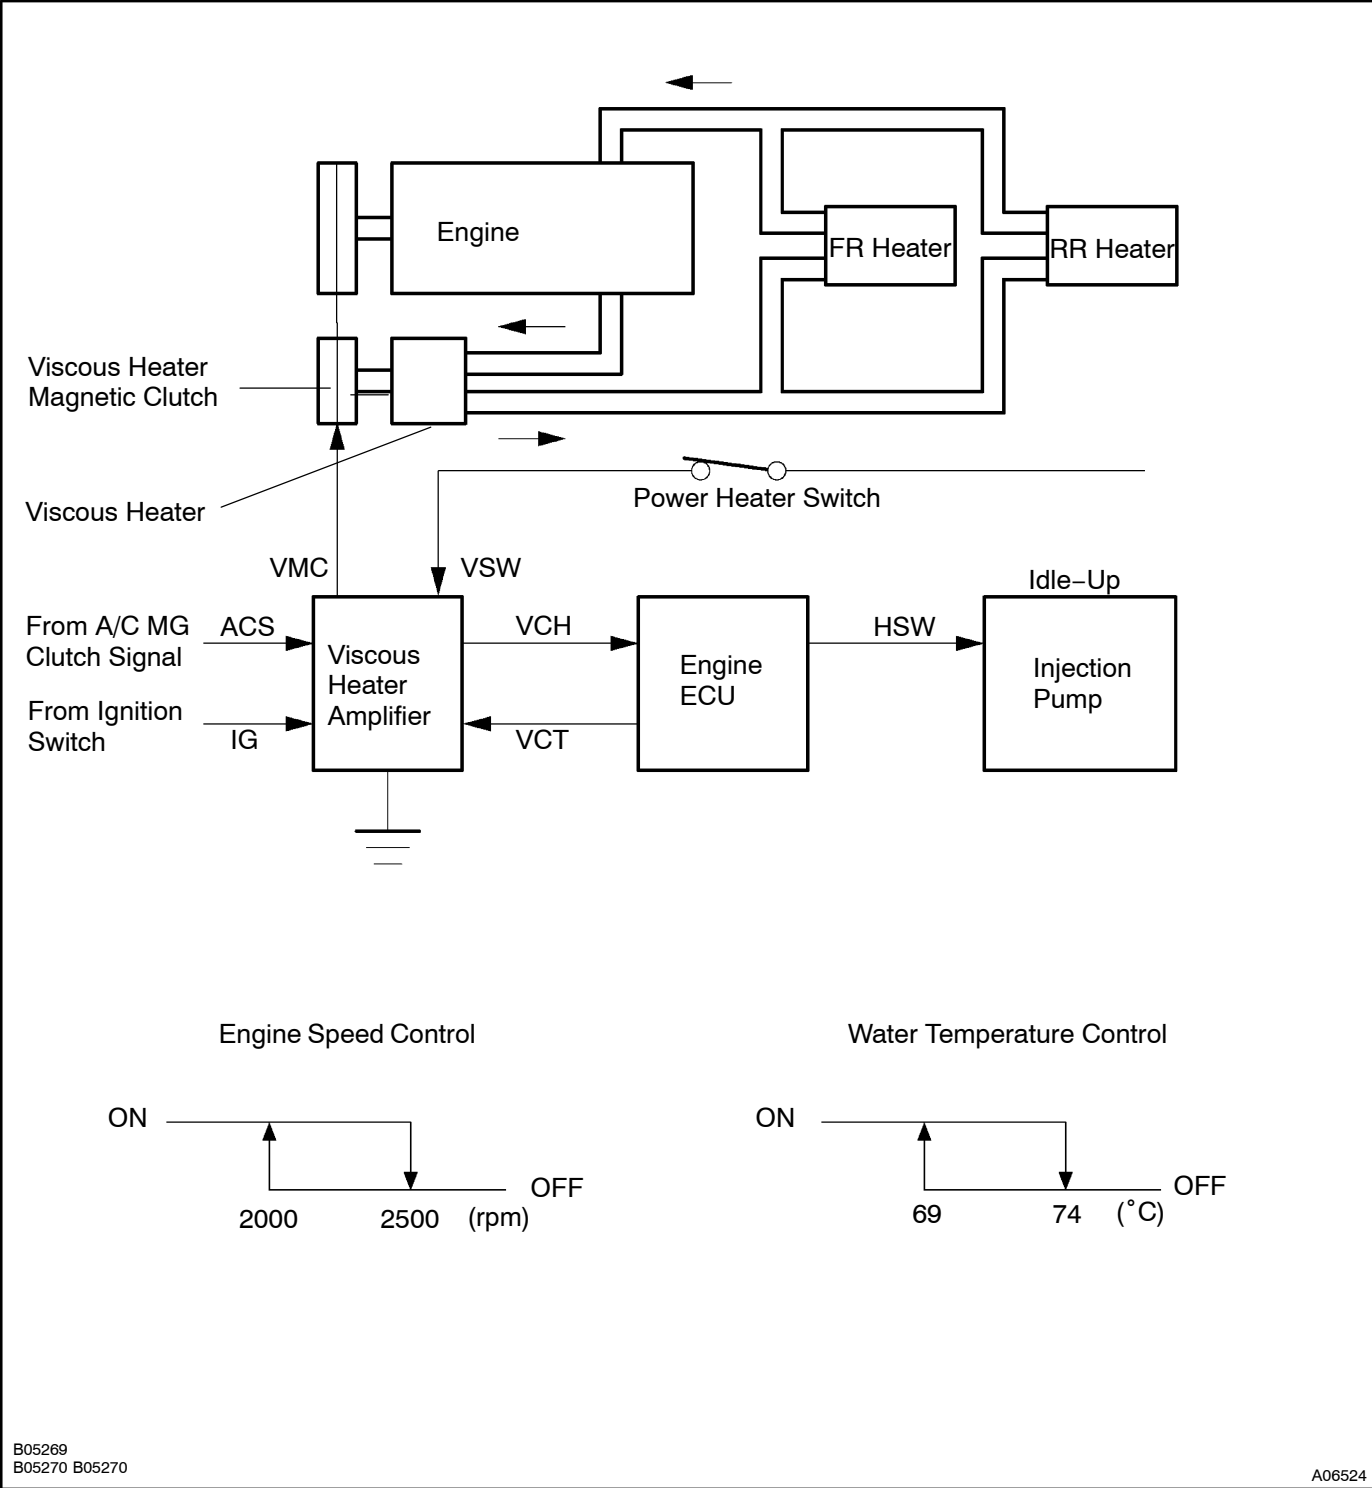 Engine
FR Heater
RR Heater
Viscous Heater
Magnetic Clutch
Viscous Heater
Power Heater Switch
VMC
VSW
Idle–Up
From A/C MG
Clutch Signal
ACS
VCH
HSW
Viscous
Heater
Amplifier
Engine
ECU
Injection
Pump
From Ignition
Switch
IG
VCT
Engine Speed Control
Water Temperature Control
ON
OFF
2000
2500
(rpm)
ON
OFF
69
74
(°C)
B05269
B05270 B05270
A06524